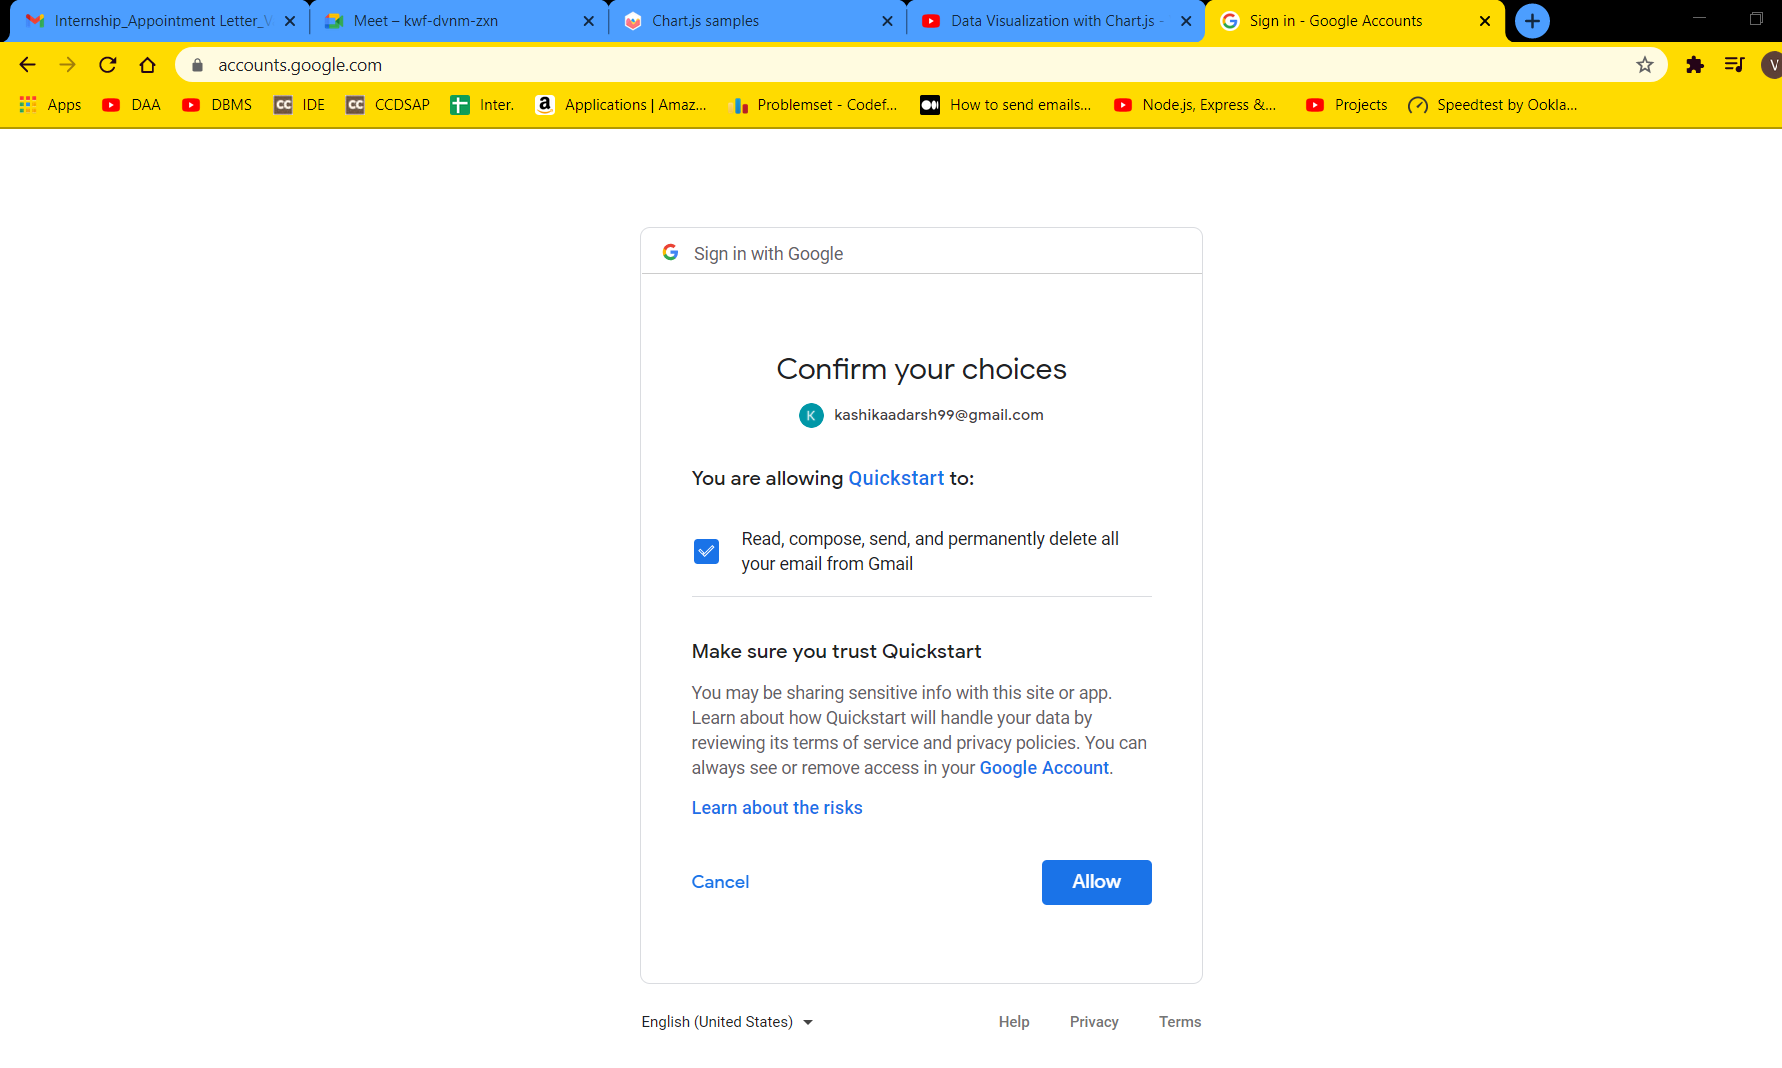 Internship_Appointment Letter_V
Meet – kwf-dvnm-zxn
Chart.js samples
Data Visualization with Chart.js -
Sign in - Google Accounts
accounts.google.com
V
Apps
DAA
DBMS
CC IDE
CC CCDSAP
Inter.
a Applications | Amaz...
Problemset - Codef...
How to send emails...
Node.js, Express &...
Projects
Speedtest by Ookla...
Sign in with Google
Confirm your choices
K kashikaadarsh99@gmail.com
You are allowing Quickstart to:
Read, compose, send, and permanently delete all
your email from Gmail
Make sure you trust Quickstart
You may be sharing sensitive info with this site or app.
Learn about how Quickstart will handle your data by
reviewing its terms of service and privacy policies. You can
always see or remove access in your Google Account.
Learn about the risks
Cancel
Allow
English (United States)
Help
Privacy
Terms